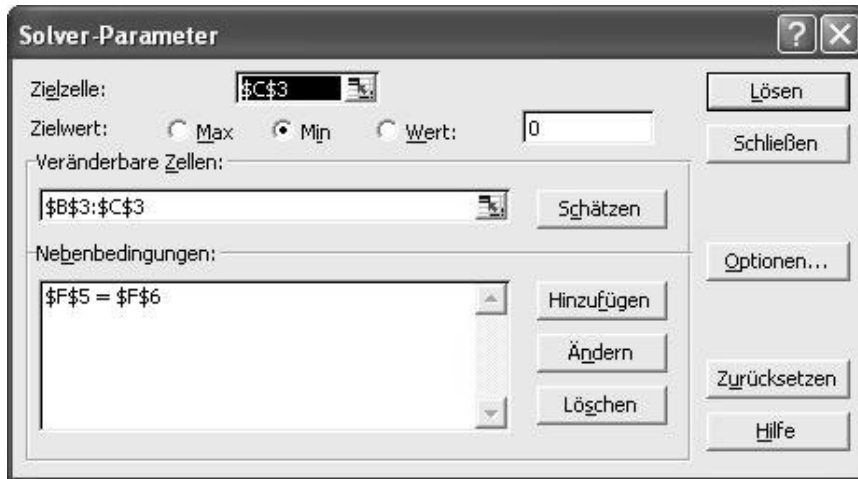 Solver-Parameter
Zielzelle: $C$3
Zielwert: Max Min Wert: 0
Veränderbare Zellen:
$B$3:$C$3
Schätzen
Nebenbedingungen:
$F$5 = $F$6
Hinzufügen
Ändern
Löschen
Lösen
Schließen
Optionen...
Zurücksetzen
Hilfe